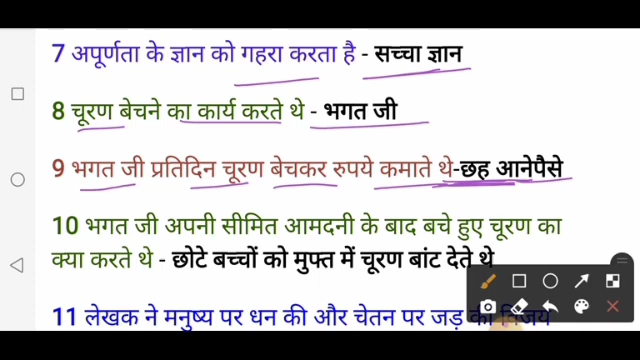 7 अपूर्णता के ज्ञान को गहरा करता है - सच्चा ज्ञान
8 चूरण बेचने का कार्य करते थे - भगत जी
9 भगत जी प्रतिदिन चूरण बेचकर रुपये कमाते थे-छह आनेपैसे
10 भगत जी अपनी सीमित आमदनी के बाद बचे हुए चूरण का
क्या करते थे - छोटे बच्चों को मुफ्त में चूरण बांट देते थे
11 लेखक ने मनुष्य पर धन की और चेतन पर जड़ की विजय